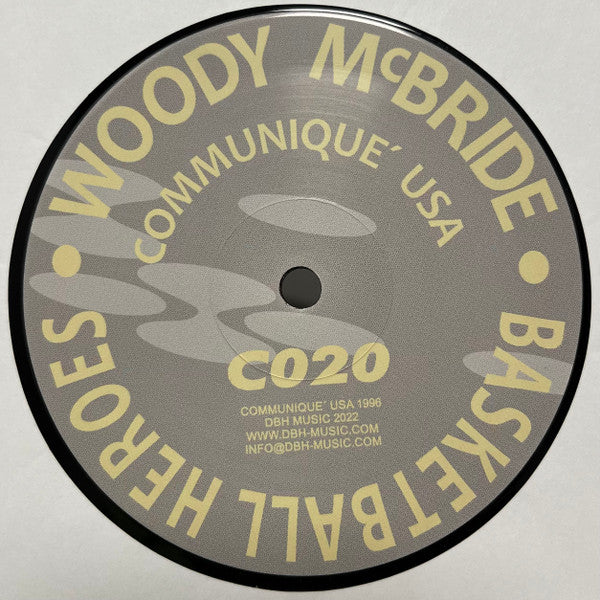 WOODY McBRIDE • BASKETBALL HEROES •
COMMUNIQUE´ USA
C020
COMMUNIQUE´ USA 1996
DBH MUSIC 2022
WWW.DBH-MUSIC.COM
INFO@DBH-MUSIC.COM